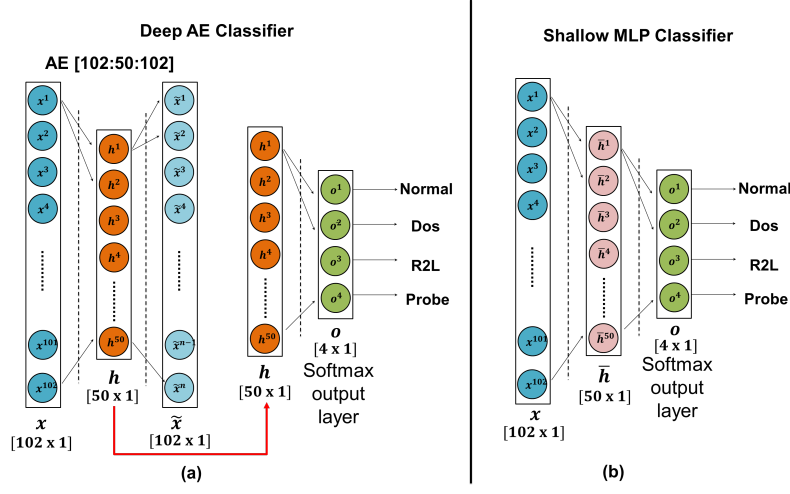 Deep AE Classifier
AE [102:50:102]
x¹
x²
x³
x⁴
x¹⁰¹
x¹⁰²
x
[102 x 1]
h¹
h²
h³
h⁴
h⁵⁰
h
[50 x 1]
x̃¹
x̃²
x̃³
x̃⁴
x̃ⁿ⁻¹
x̃ⁿ
x̃
[102 x 1]
h¹
h²
h³
h⁴
h⁵⁰
h
[50 x 1]
o¹
o²
o³
o⁴
o
[4 x 1]
Softmax
output
layer
Normal
Dos
R2L
Probe
(a)
Shallow MLP Classifier
x¹
x²
x³
x⁴
x¹⁰¹
x¹⁰²
x
[102 x 1]
h̅¹
h̅²
h̅³
h̅⁴
h̅⁵⁰
h̅
[50 x 1]
o¹
o²
o³
o⁴
o
[4 x 1]
Softmax
output
layer
Normal
Dos
R2L
Probe
(b)